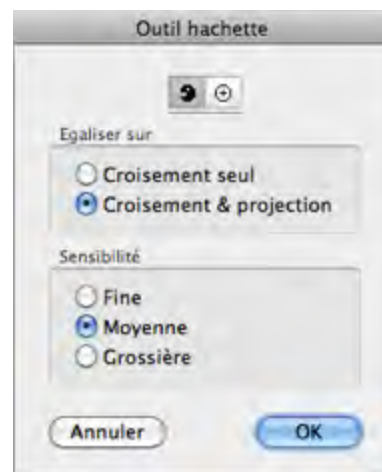 Outil hachette
Egaliser sur
Croisement seul
Croisement & projection
Sensibilité
Fine
Moyenne
Grossière
Annuler OK